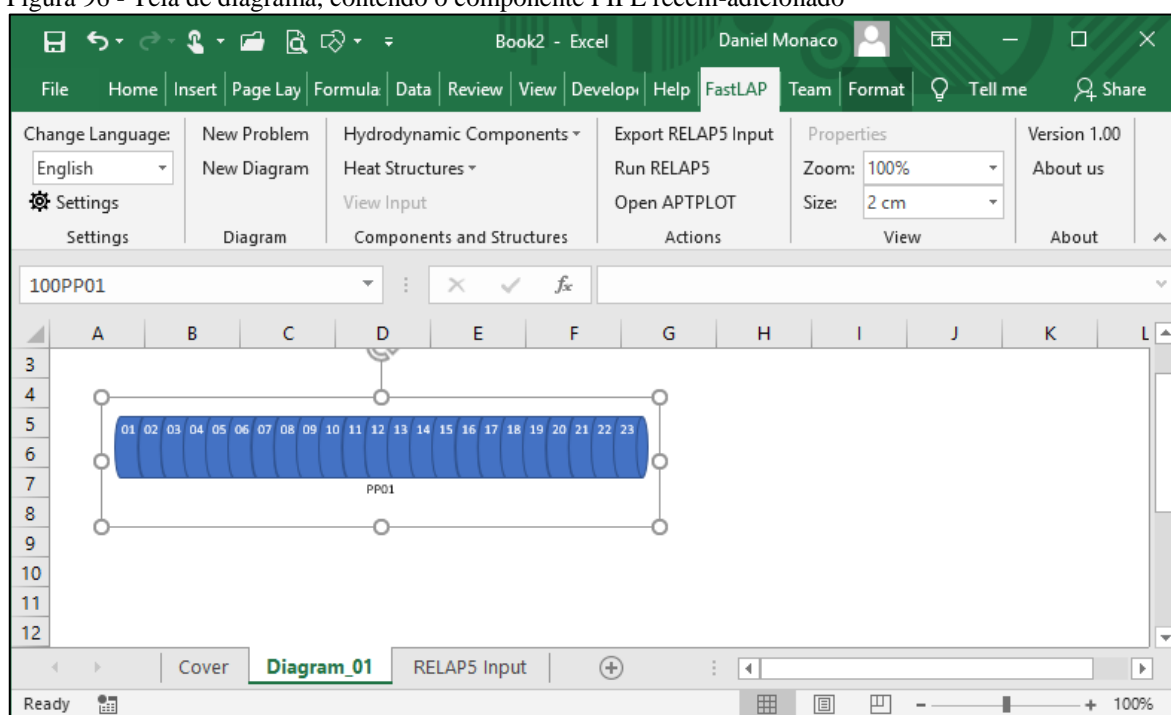 Figura 96 - Tela de diagrama, contendo o componente PIPE recém-adicionado
Book2 - Excel Daniel Monaco
File Home Insert Page Lay Formula: Data Review View Develop Help FastLAP Team Format Tell me Share
Change Language: New Problem Hydrodynamic Components Export RELAP5 Input Properties Version 1.00
English New Diagram Heat Structures Run RELAP5 Zoom: 100% About us
Settings View Input Open APTPLOT Size: 2 cm
Settings Diagram Components and Structures Actions View About
100PP01 fx
A B C D E F G H I J K L
3
4
5
01 02 03 04 05 06 07 08 09 10 11 12 13 14 15 16 17 18 19 20 21 22 23
6
7
PP01
8
9
10
11
12
Cover Diagram_01 RELAP5 Input
Ready 100%